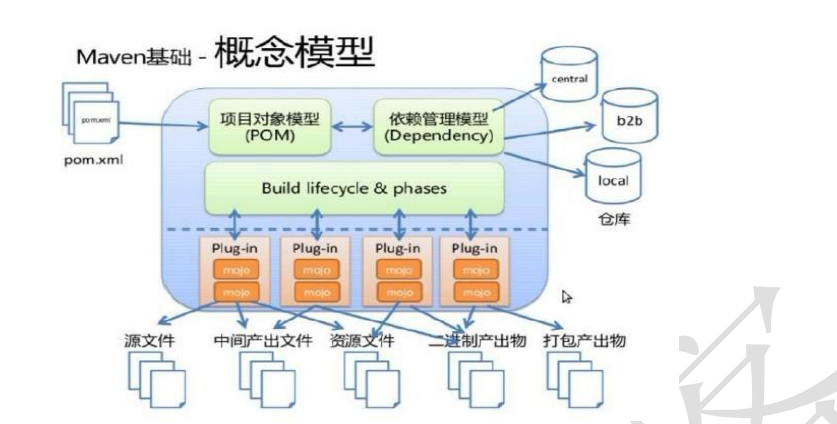 Maven基础 - 概念模型
central
pom.xml
项目对象模型
(POM)
依赖管理模型
(Dependency)
b2b
pom.xml
local
Build lifecycle & phases
仓库
Plug-in
mojo
mojo
Plug-in
mojo
mojo
Plug-in
mojo
mojo
Plug-in
mojo
mojo
源文件
中间产出文件
资源文件
二进制产出物
打包产出物